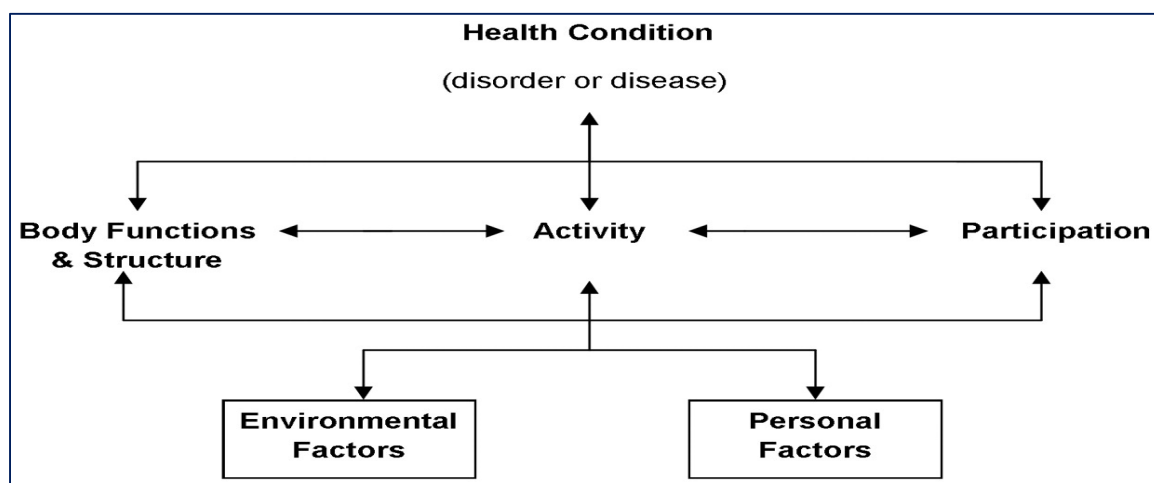 Health Condition
(disorder or disease)
Body Functions
& Structure
Activity
Participation
Environmental
Factors
Personal
Factors